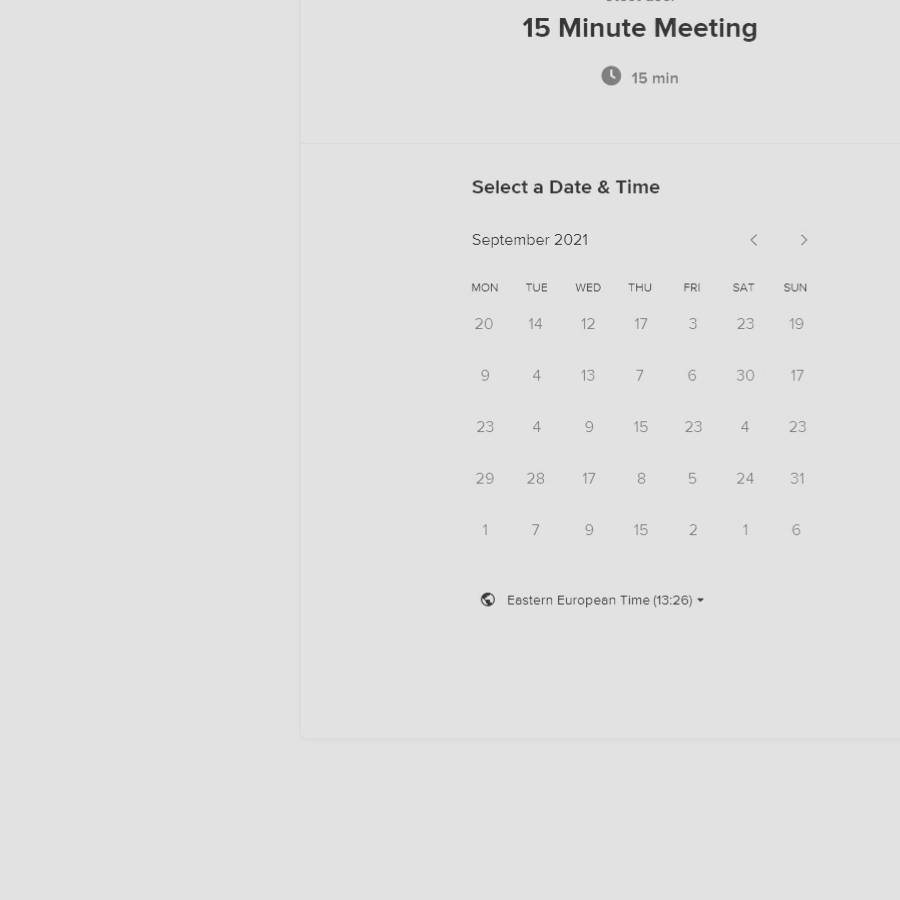 15 Minute Meeting
15 min
Select a Date & Time
September 2021
MON TUE WED THU FRI SAT SUN
20 14 12 17 3 23 19
9 4 13 7 6 30 17
23 4 9 15 23 4 23
29 28 17 8 5 24 31
1 7 9 15 2 1 6
Eastern European Time (13:26)